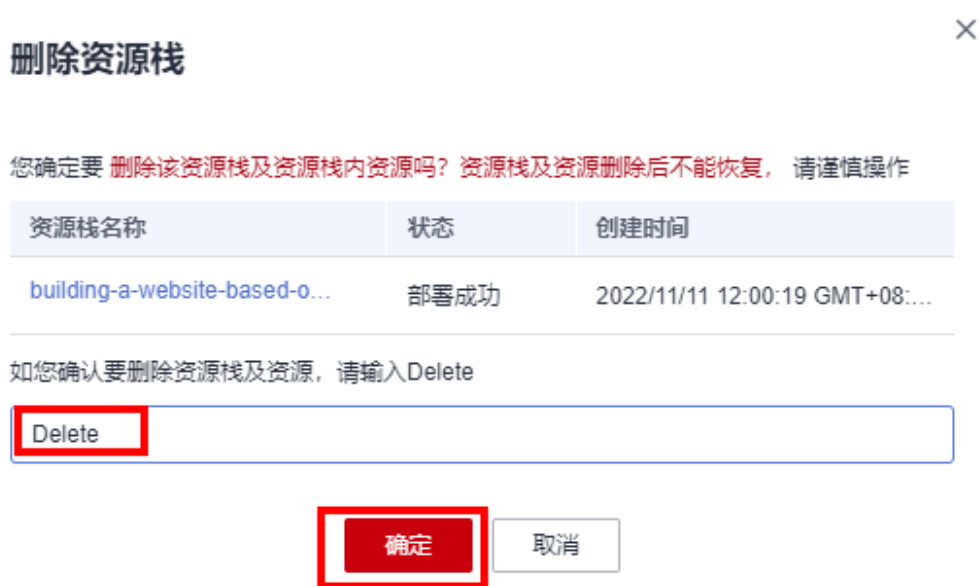 删除资源栈
您确定要 删除该资源栈及资源栈内资源吗？资源栈及资源删除后不能恢复， 请谨慎操作
资源栈名称 状态 创建时间
building-a-website-based-o... 部署成功 2022/11/11 12:00:19 GMT+08:...
如您确认要删除资源栈及资源，请输入Delete
Delete
确定 取消